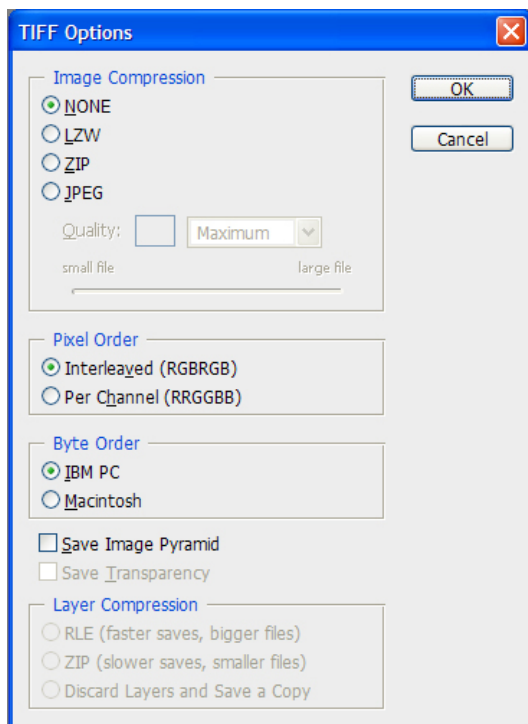 TIFF Options
Image Compression
NONE
LZW
ZIP
JPEG
Quality: Maximum
small file large file
OK
Cancel
Pixel Order
Interleaved (RGBRGB)
Per Channel (RRGGBB)
Byte Order
IBM PC
Macintosh
Save Image Pyramid
Save Transparency
Layer Compression
RLE (faster saves, bigger files)
ZIP (slower saves, smaller files)
Discard Layers and Save a Copy